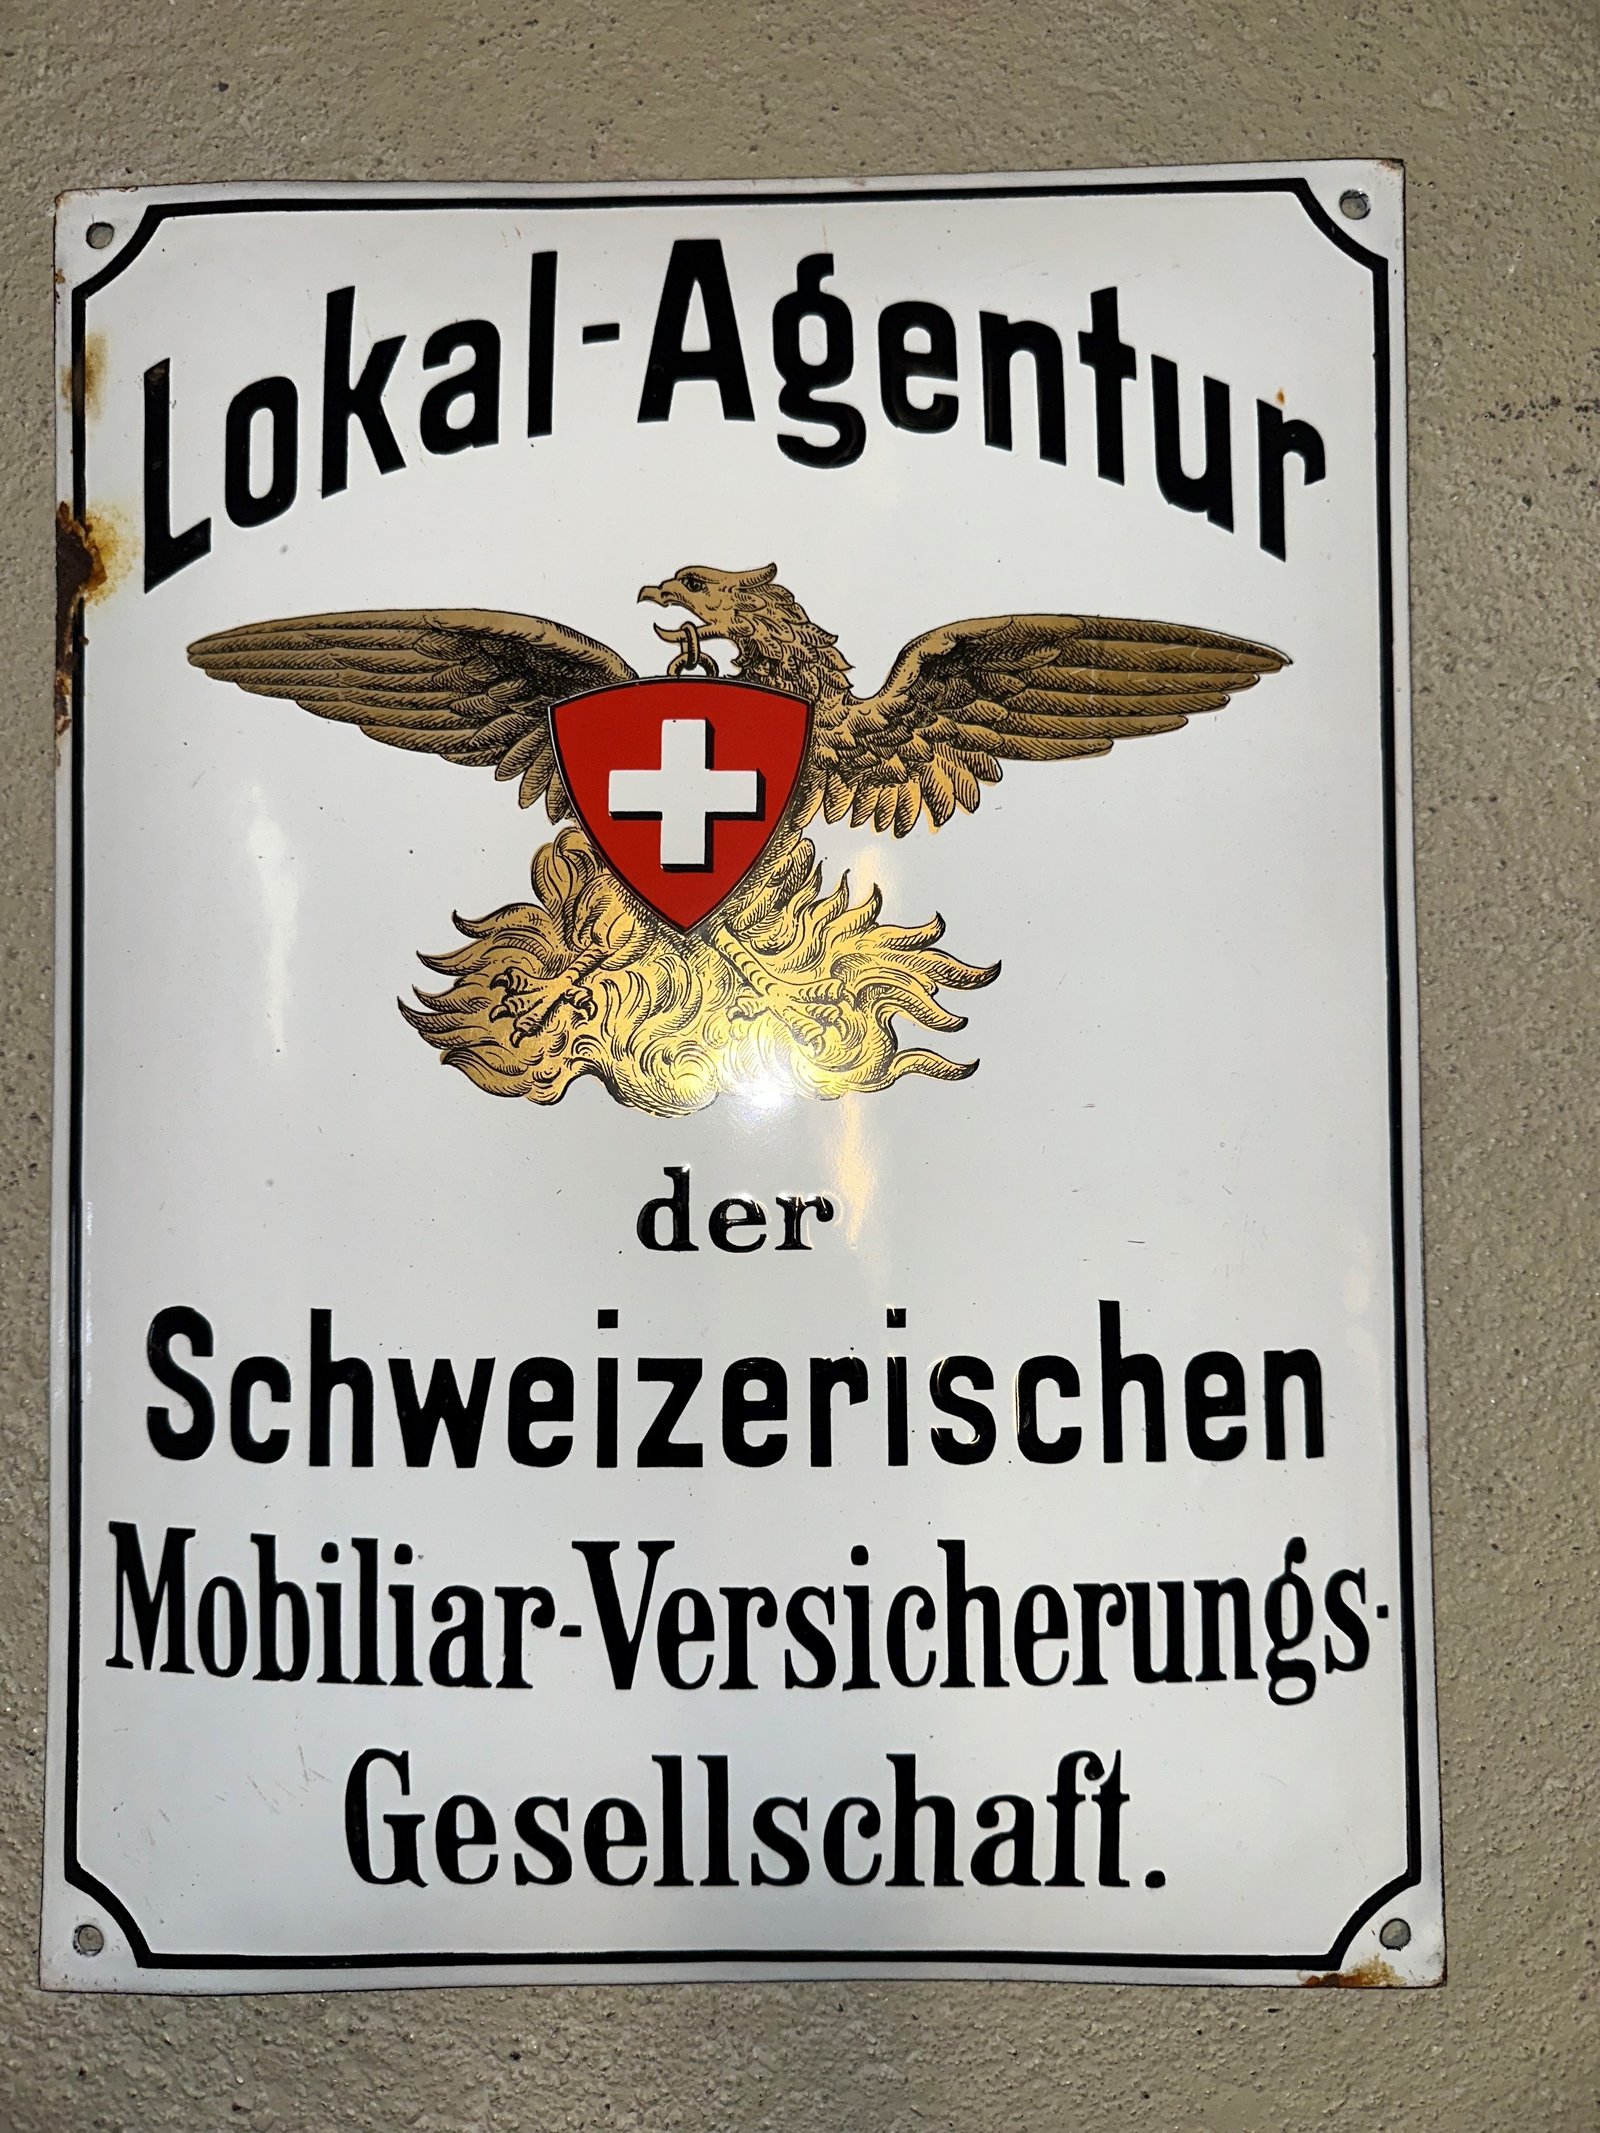 Lokal-Agentur
der
Schweizerischen
Mobiliar-Versicherungs-
Gesellschaft.